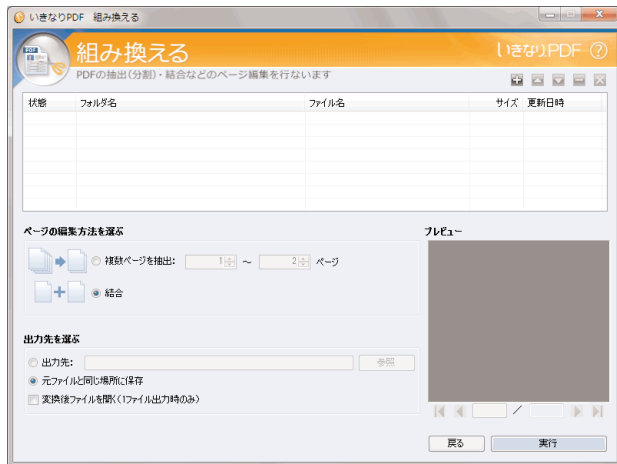 いきなりPDF 組み換える
PDF
組み換える
いきなりPDF ?
PDFの抽出(分割)・結合などのページ編集を行ないます
状態 フォルダ名 ファイル名 サイズ 更新日時
ページの編集方法を選ぶ
プレビュー
複数ページを抽出: 1 ～ 2 ページ
結合
出力先を選ぶ
出力先: 参照
元ファイルと同じ場所に保存
変換後ファイルを開く(1ファイル出力時のみ)
/
戻る 実行